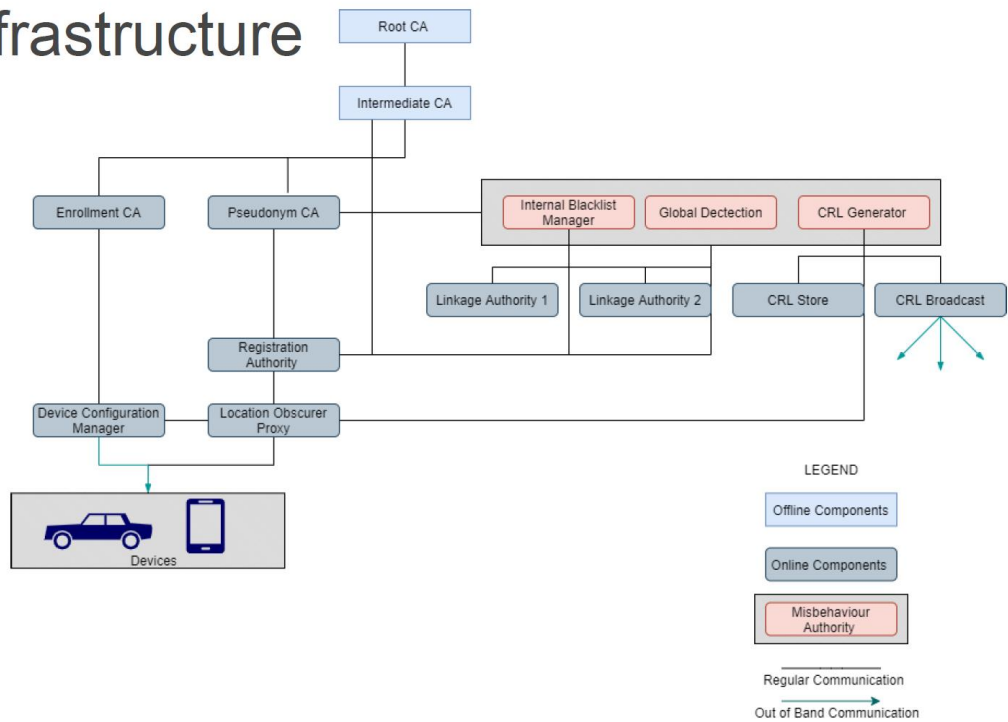 frastructure
Root CA
Intermediate CA
Enrollment CA
Pseudonym CA
Internal Blacklist
Manager
Global Dectection
CRL Generator
Linkage Authority 1
Linkage Authority 2
CRL Store
CRL Broadcast
Registration
Authority
Device Configuration
Manager
Location Obscurer
Proxy
Devices
LEGEND
Offline Components
Online Components
Misbehaviour
Authority
Regular Communication
Out of Band Communication